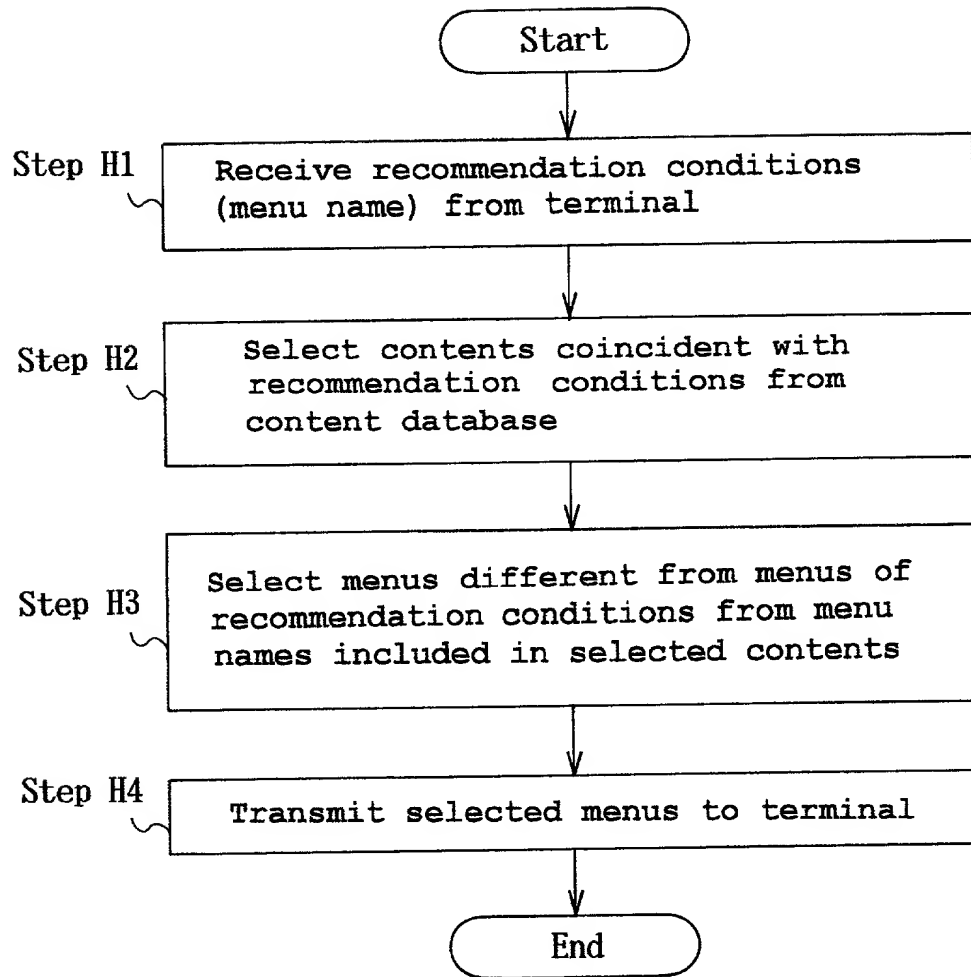 Start
Step H1
Receive recommendation conditions
(menu name) from terminal
Step H2
Select contents coincident with
recommendation conditions from
content database
Step H3
Select menus different from menus of
recommendation conditions from menu
names included in selected contents
Step H4
Transmit selected menus to terminal
End